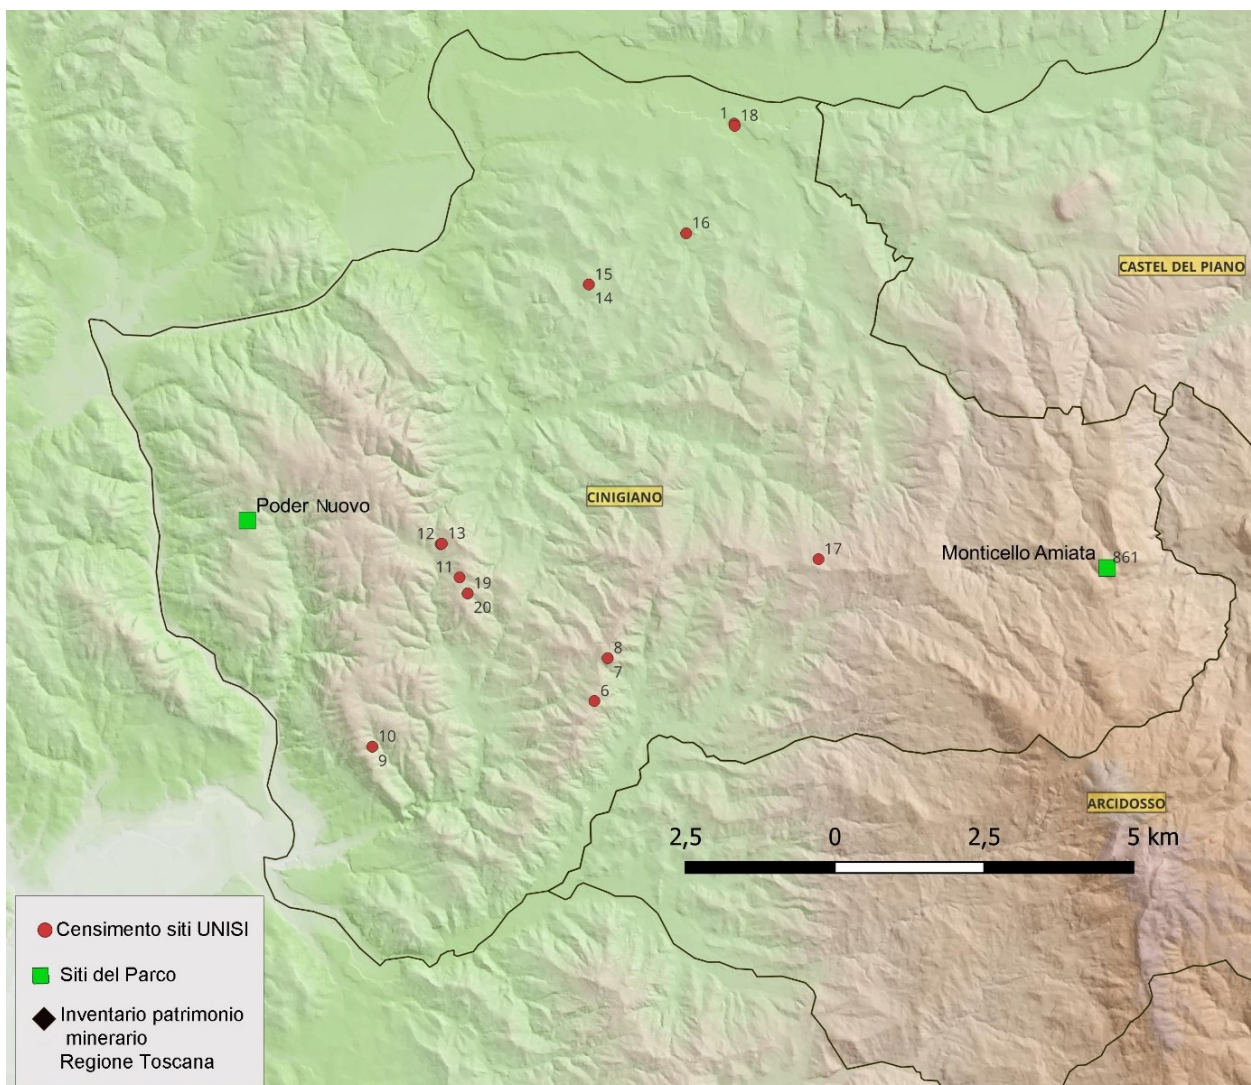 1 18
16
CASTEL DEL PIANO
15
14
CINIGIANO
Poder Nuovo
12 13
17
Monticello Amiata 861
11 19
20
8
7
6
10
9
ARCIDOSSO
2,5 0 2,5 5 km
Censimento siti UNISI
Siti del Parco
Inventario patrimonio
minerario
Regione Toscana